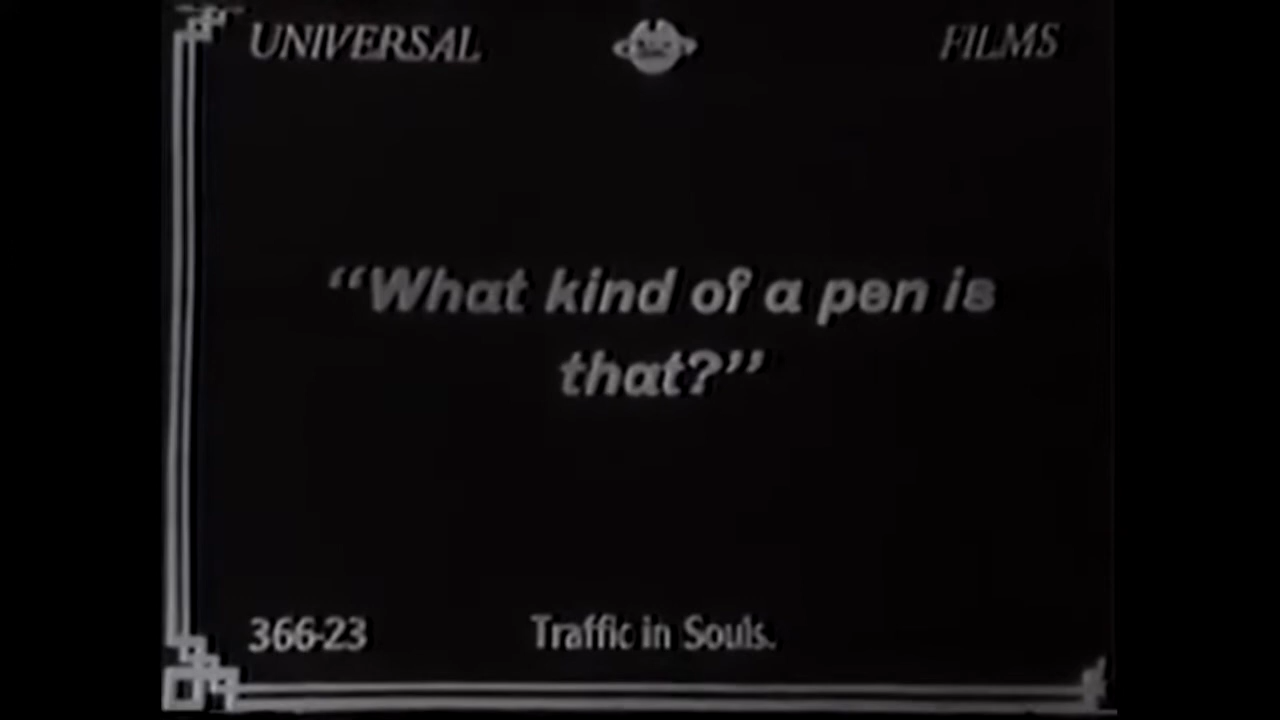 UNIVERSAL FILMS
“What kind of a pen is
that?”
366-23 Traffic in Souls.